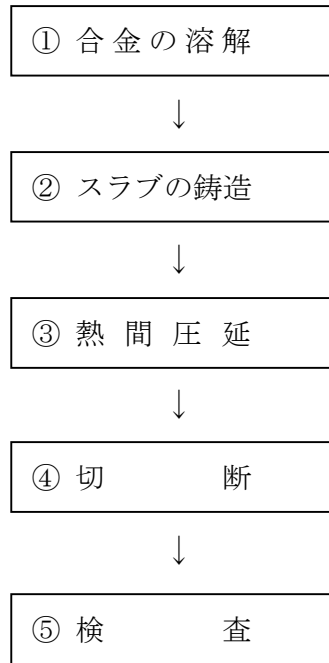 ① 合金の溶解
↓
② スラブの鋳造
↓
③ 熱間圧延
↓
④ 切断
↓
⑤ 検査